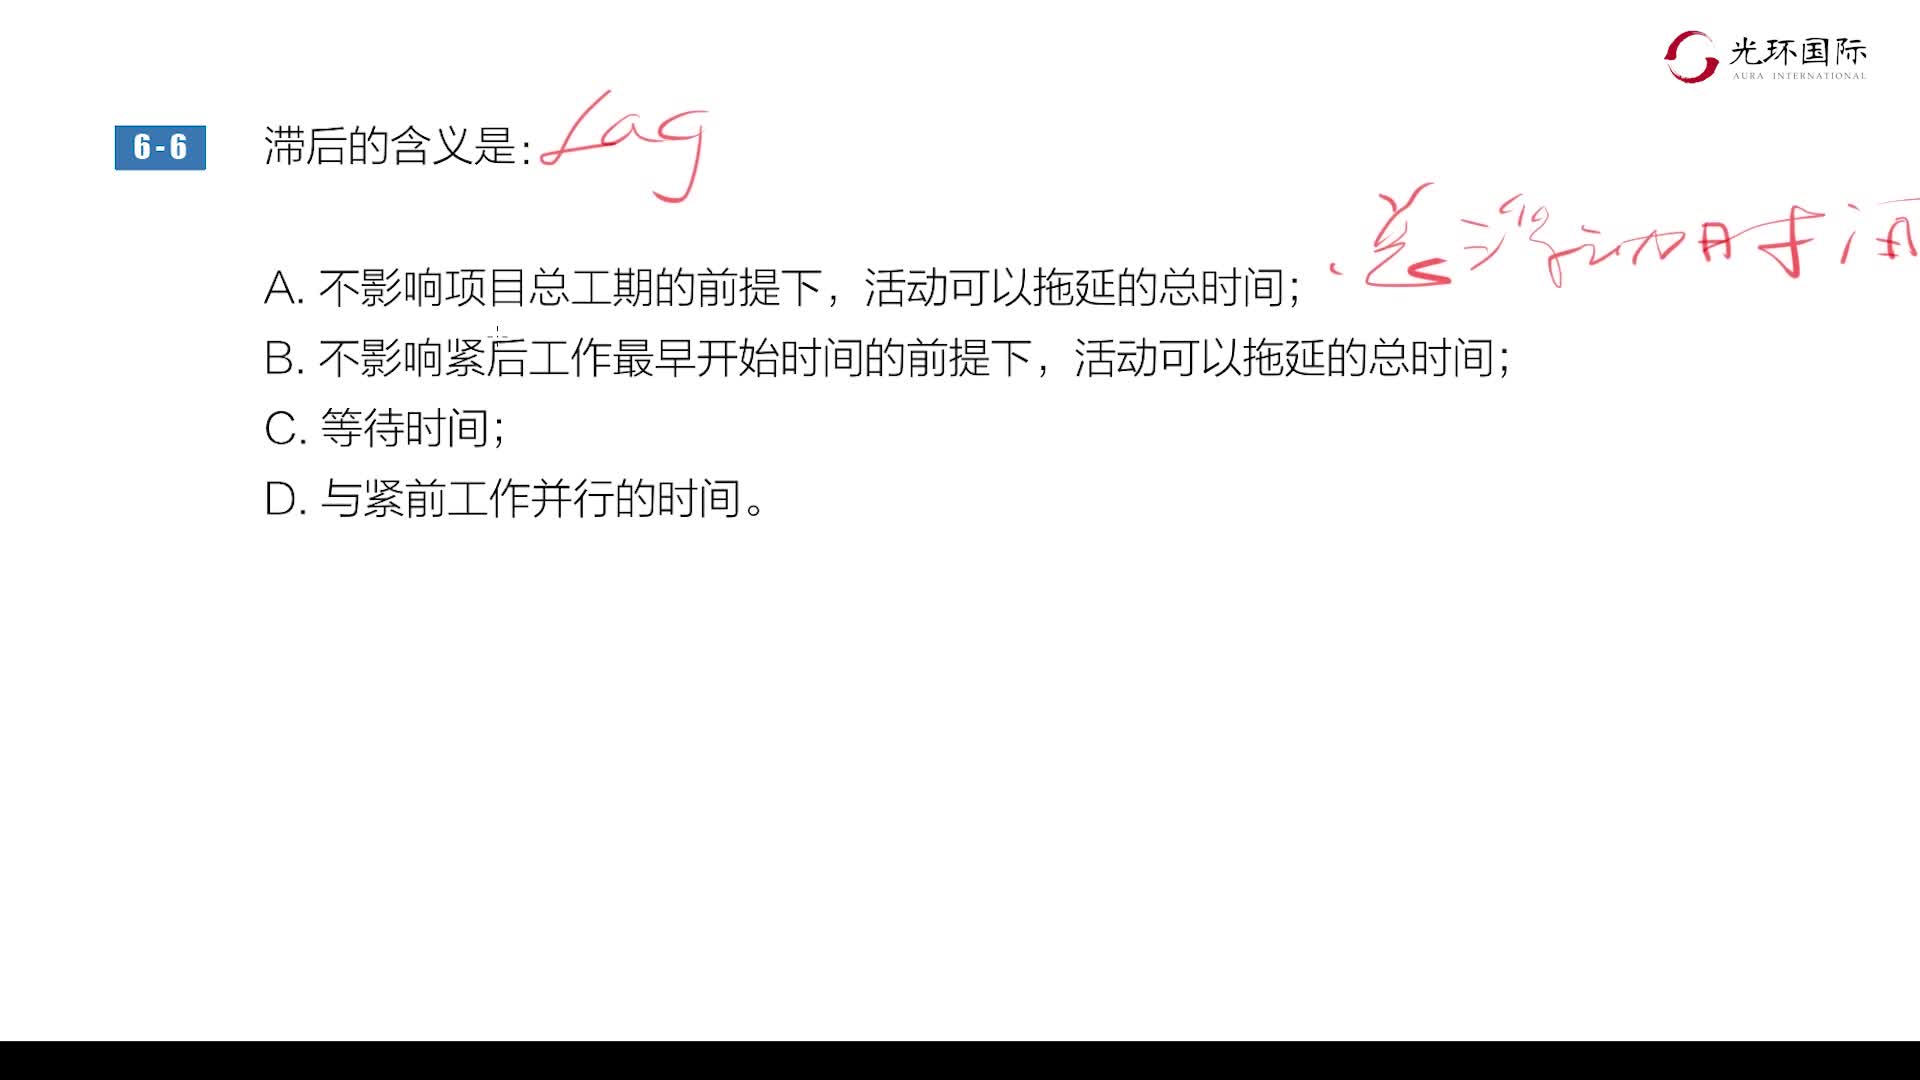 光环国际
AURA INTERNATIONAL
6-6 滞后的含义是: Lag
总浮动时间
A. 不影响项目总工期的前提下，活动可以拖延的总时间；
B. 不影响紧后工作最早开始时间的前提下，活动可以拖延的总时间；
C. 等待时间；
D. 与紧前工作并行的时间。